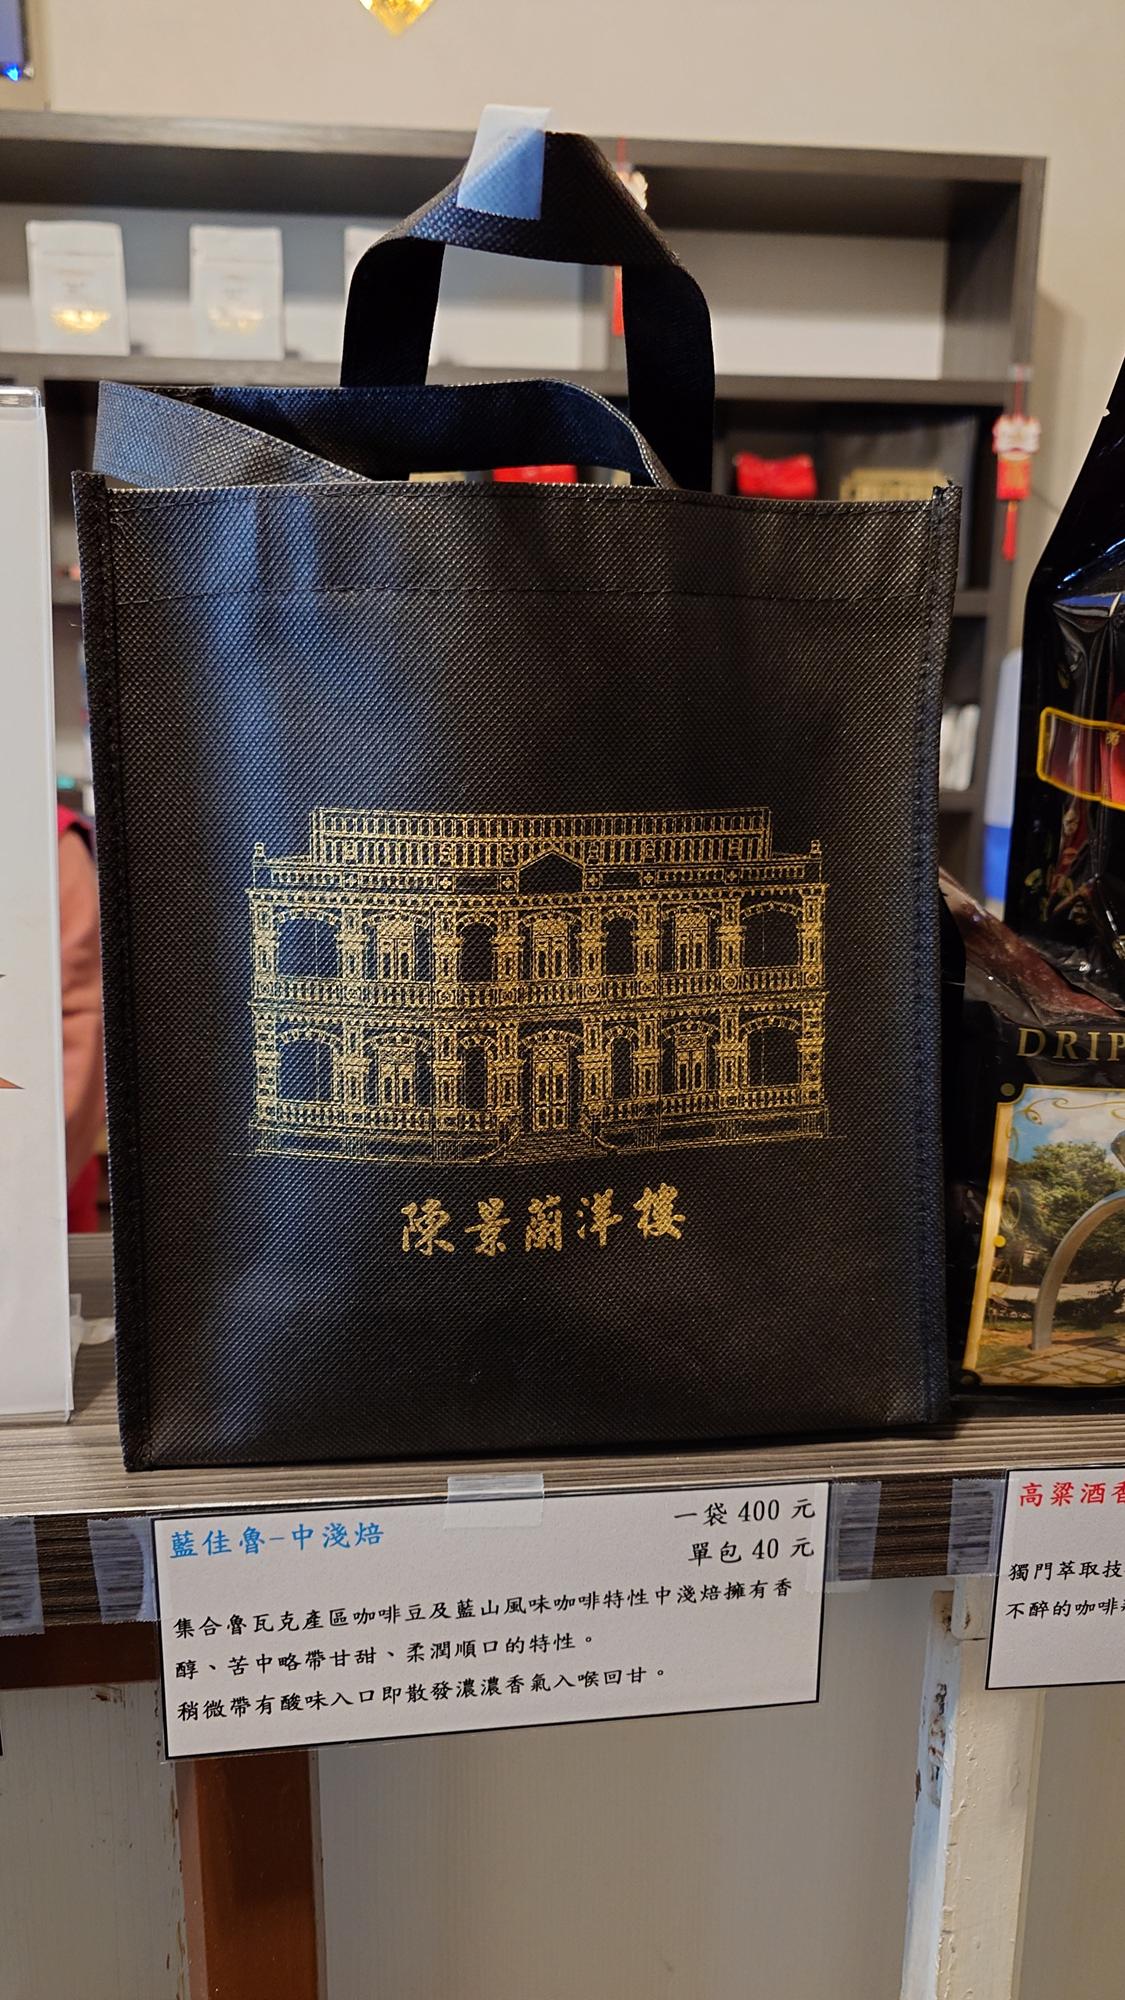 陳景蘭洋樓
DRIP
藍佳魯-中淺焙
一袋 400 元
單包 40 元
集合魯瓦克產區咖啡豆及藍山風味咖啡特性中淺焙擁有香
醇、苦中略帶甘甜、柔潤順口的特性。
稍微帶有酸味入口即散發濃濃香氣入喉回甘。
高粱酒香
獨門萃取技
不醉的咖啡